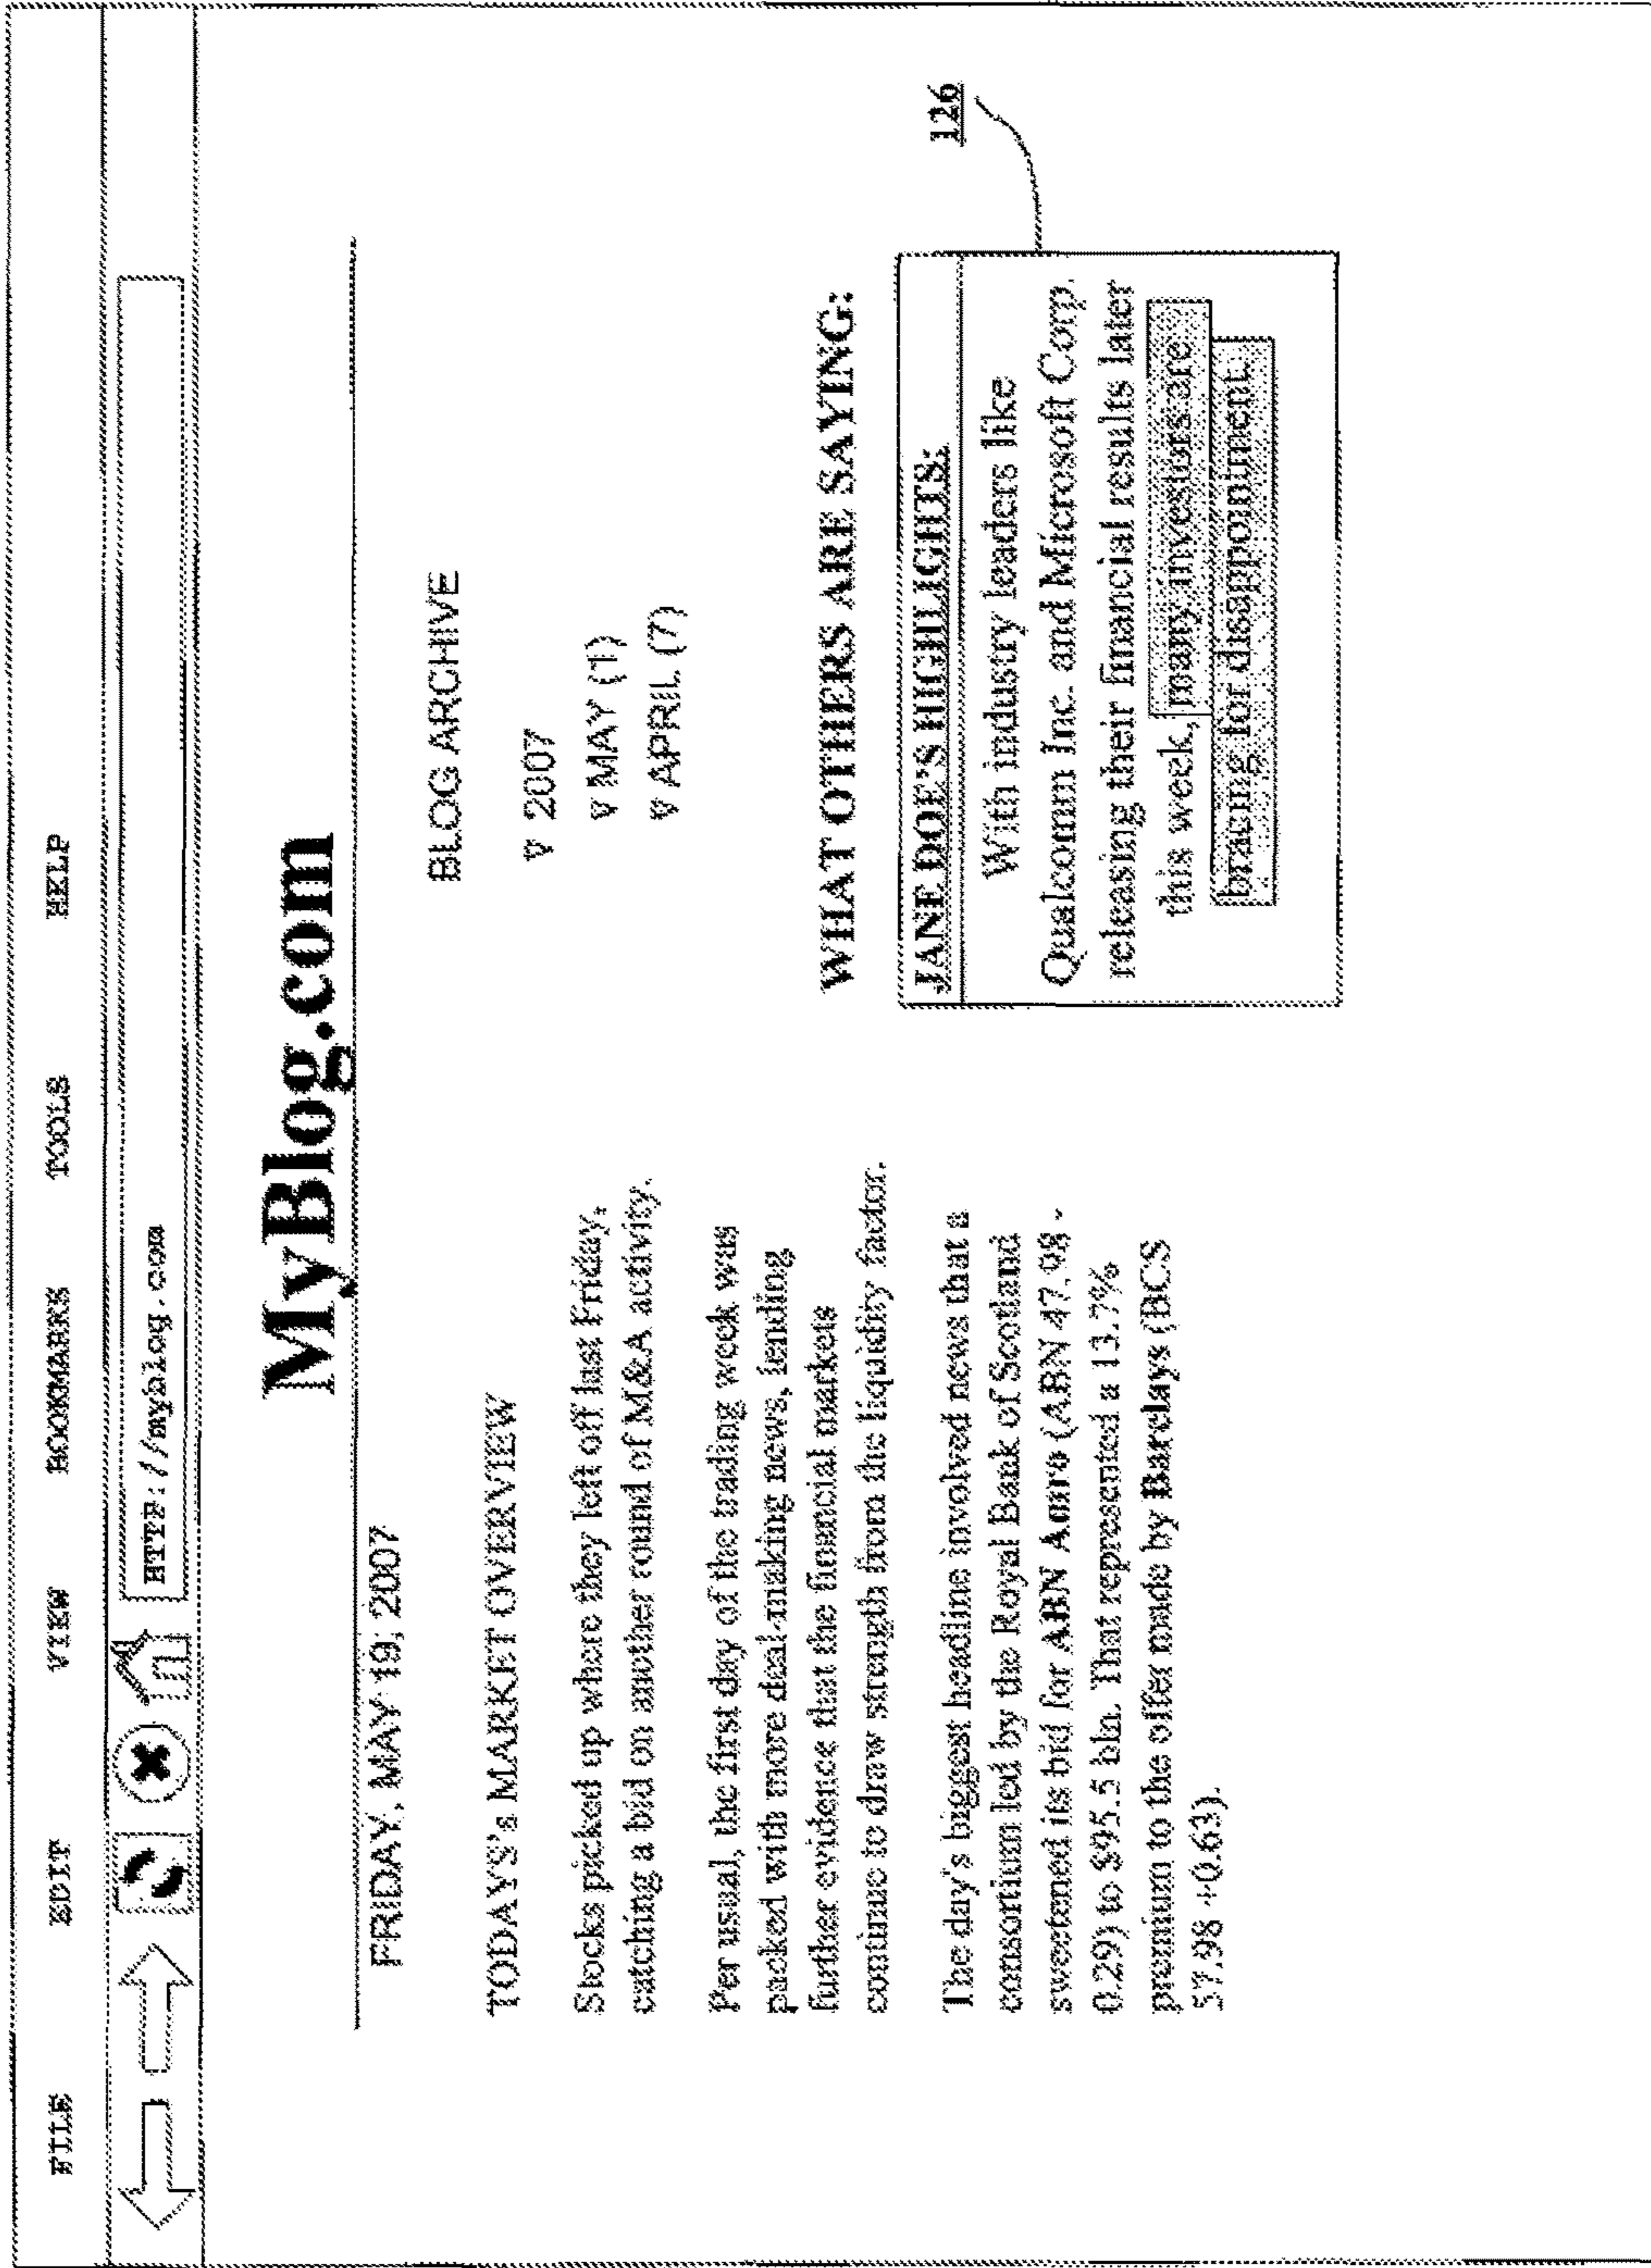 FILE EDIT VIEW BOOKMARKS TOOLS HELP
HTTP://myblog.com
MyBlog.com
FRIDAY, MAY 19, 2007
TODAY'S MARKET OVERVIEW
Stocks picked up where they left off last Friday,
catching a bid on another round of M&A activity.
Per usual, the first day of the trading week was
packed with more deal-making news, lending
further evidence that the financial markets
continue to draw strength from the liquidity factor.
The day's biggest headline involved news that a
consortium led by the Royal Bank of Scotland
sweetened its bid for ABN Amro (ABN 47.98 -
0.29) to $95.5 bln. That represented a 13.7%
premium to the offer made by Barclays (BCS
57.98 +0.63).
BLOG ARCHIVE
∇ 2007
∇ MAY (1)
∇ APRIL (7)
WHAT OTHERS ARE SAYING:
JANE DOE'S HIGHLIGHTS:
With industry leaders like
Qualcomm Inc. and Microsoft Corp.
releasing their financial results later
this week, many investors are
bracing for disappointment.
126